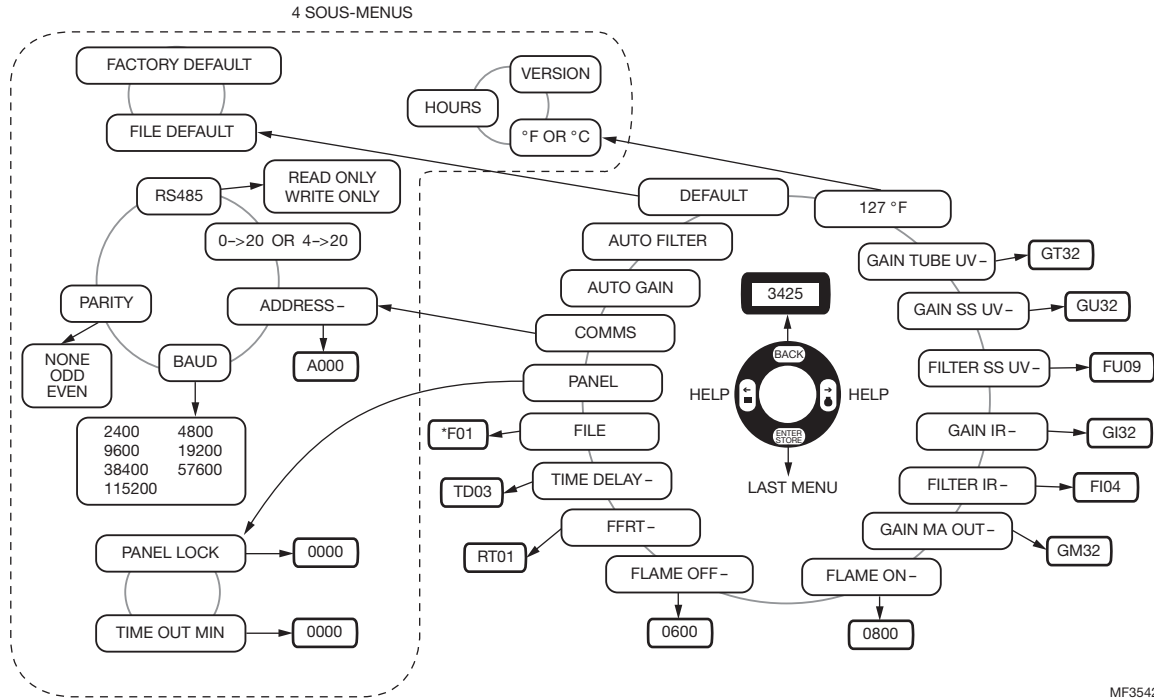 4 SOUS-MENUS
FACTORY DEFAULT
FILE DEFAULT
VERSION
HOURS
°F OR °C
RS485
READ ONLY
WRITE ONLY
0->20 OR 4->20
PARITY
ADDRESS-
NONE
ODD
EVEN
BAUD
A000
2400 4800
9600 19200
38400 57600
115200
PANEL LOCK
0000
TIME OUT MIN
0000
DEFAULT
127 °F
AUTO FILTER
GAIN TUBE UV-
GT32
AUTO GAIN
GAIN SS UV-
GU32
COMMS
FILTER SS UV-
FU09
PANEL
GAIN IR-
GI32
FILE
*F01
FILTER IR-
FI04
TIME DELAY-
TD03
GAIN MA OUT-
GM32
FFRT-
RT01
FLAME OFF-
0600
FLAME ON-
0800
3425
BACK
HELP
HELP
ENTER
STORE
LAST MENU
MF3542